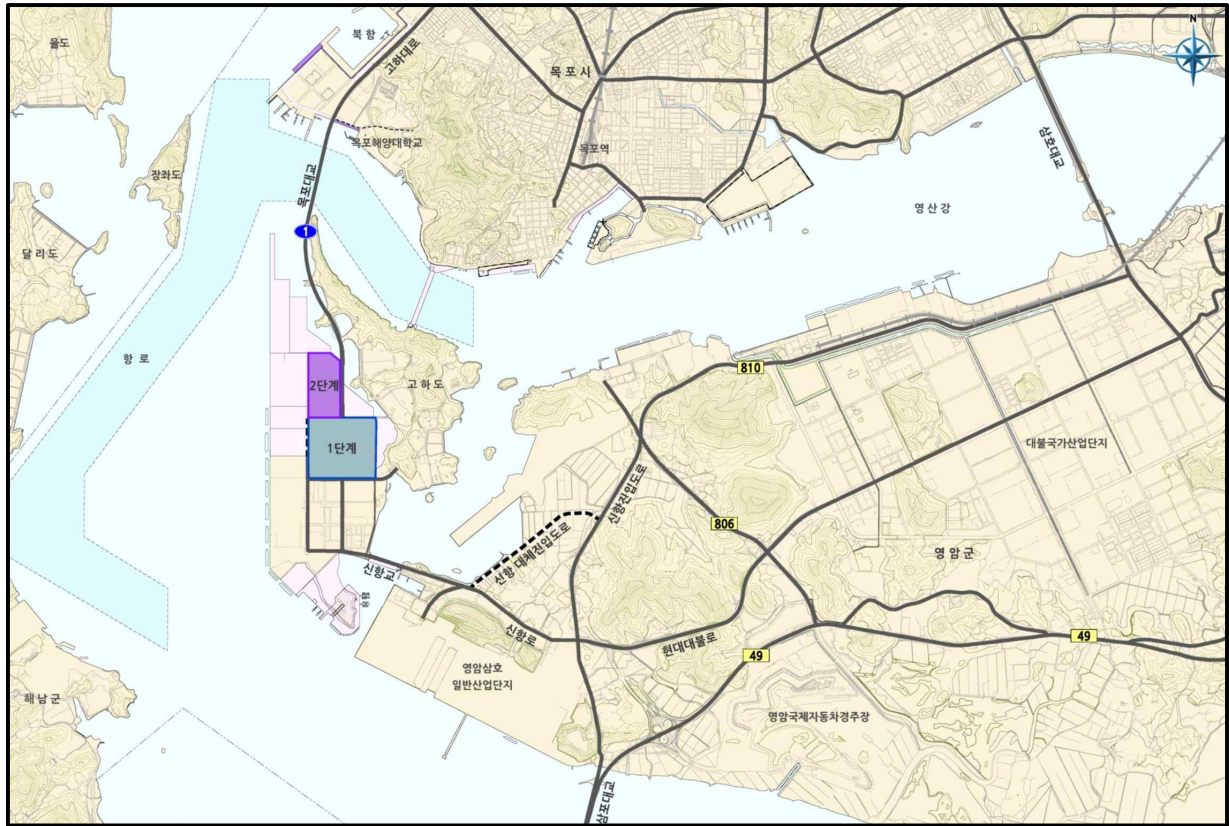 N
북 항
율도
고하대로
목 포 시
목포해양대학교
목포역
삼호대교
장좌도
목포대교
영 산 강
1
달 리 도
항 로
810
2단계
고 하 도
1단계
대불국가산업단지
신항진입도로
806
신항 대체진입도로
영 암 군
신항교
신항로
현대대불로
49
49
영암삼호
일반산업단지
해 남 군
영암국제자동차경주장
삼포대교